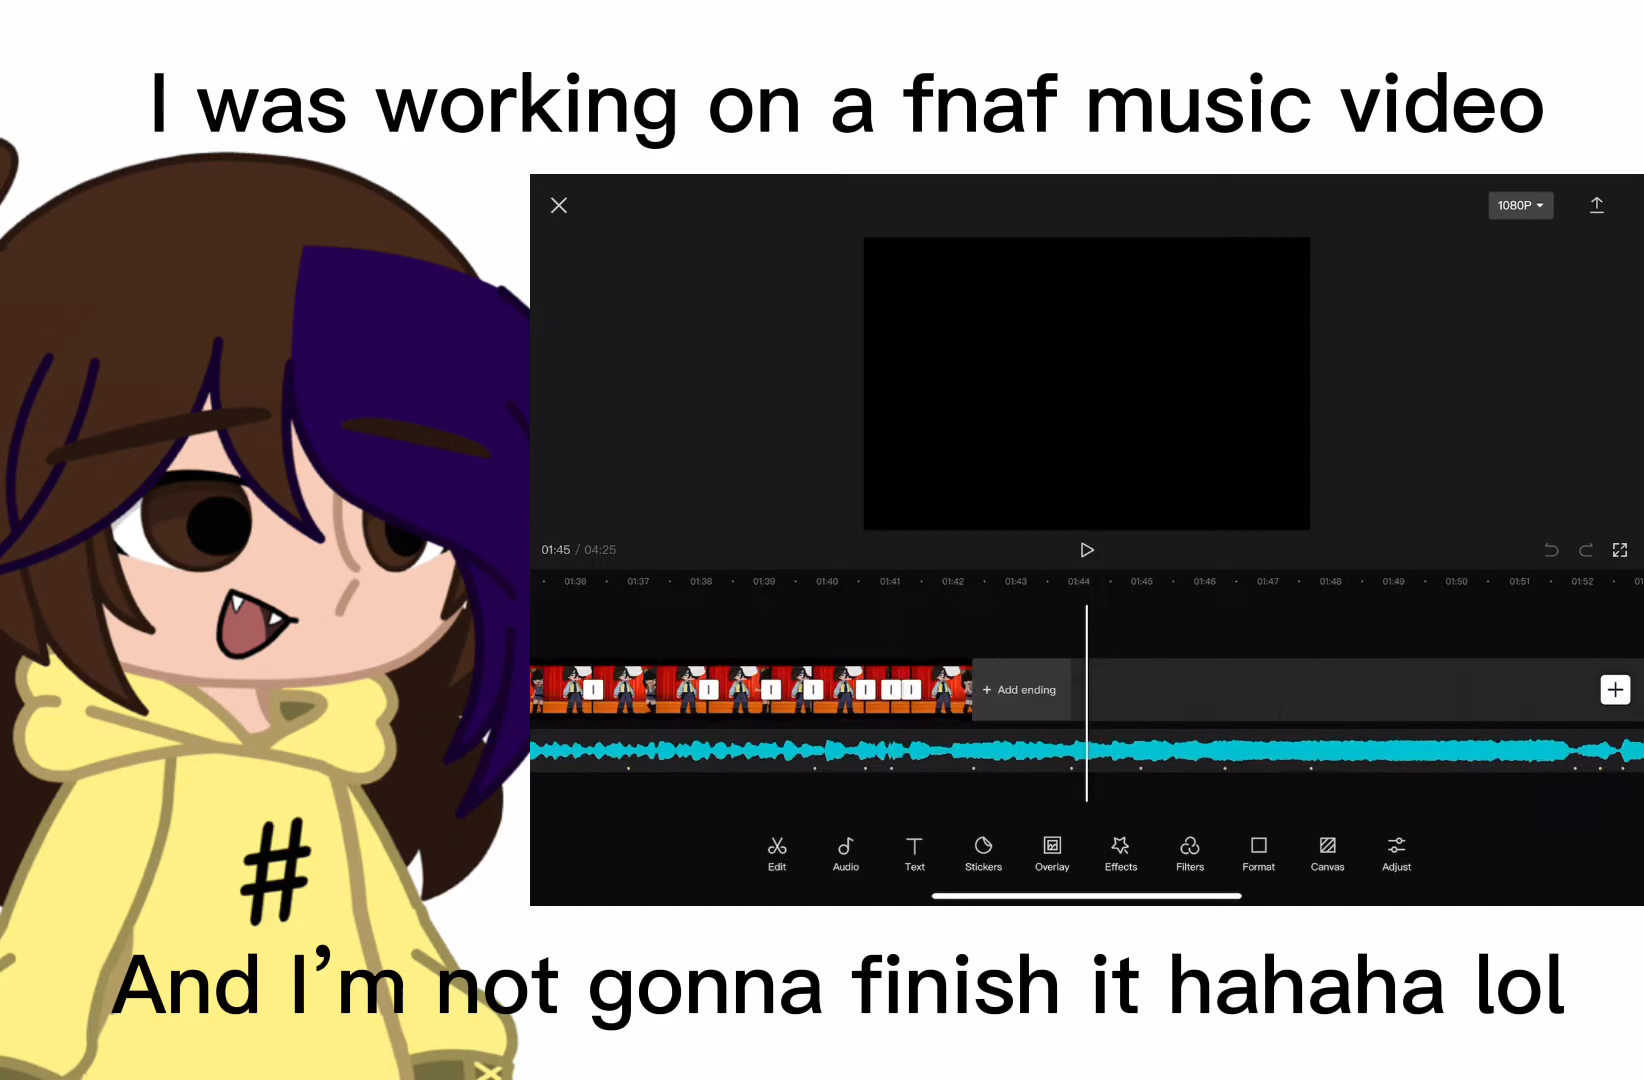 I was working on a fnaf music video
1080P
01:45 / 04:25
01:36 01:37 01:38 01:39 01:40 01:41 01:42 01:43 01:44 01:45 01:46 01:47 01:48 01:49 01:50 01:51 01:52
+ Add ending
#
Edit Audio Text Stickers Overlay Effects Filters Format Canvas Adjust
And I’m not gonna finish it hahaha lol